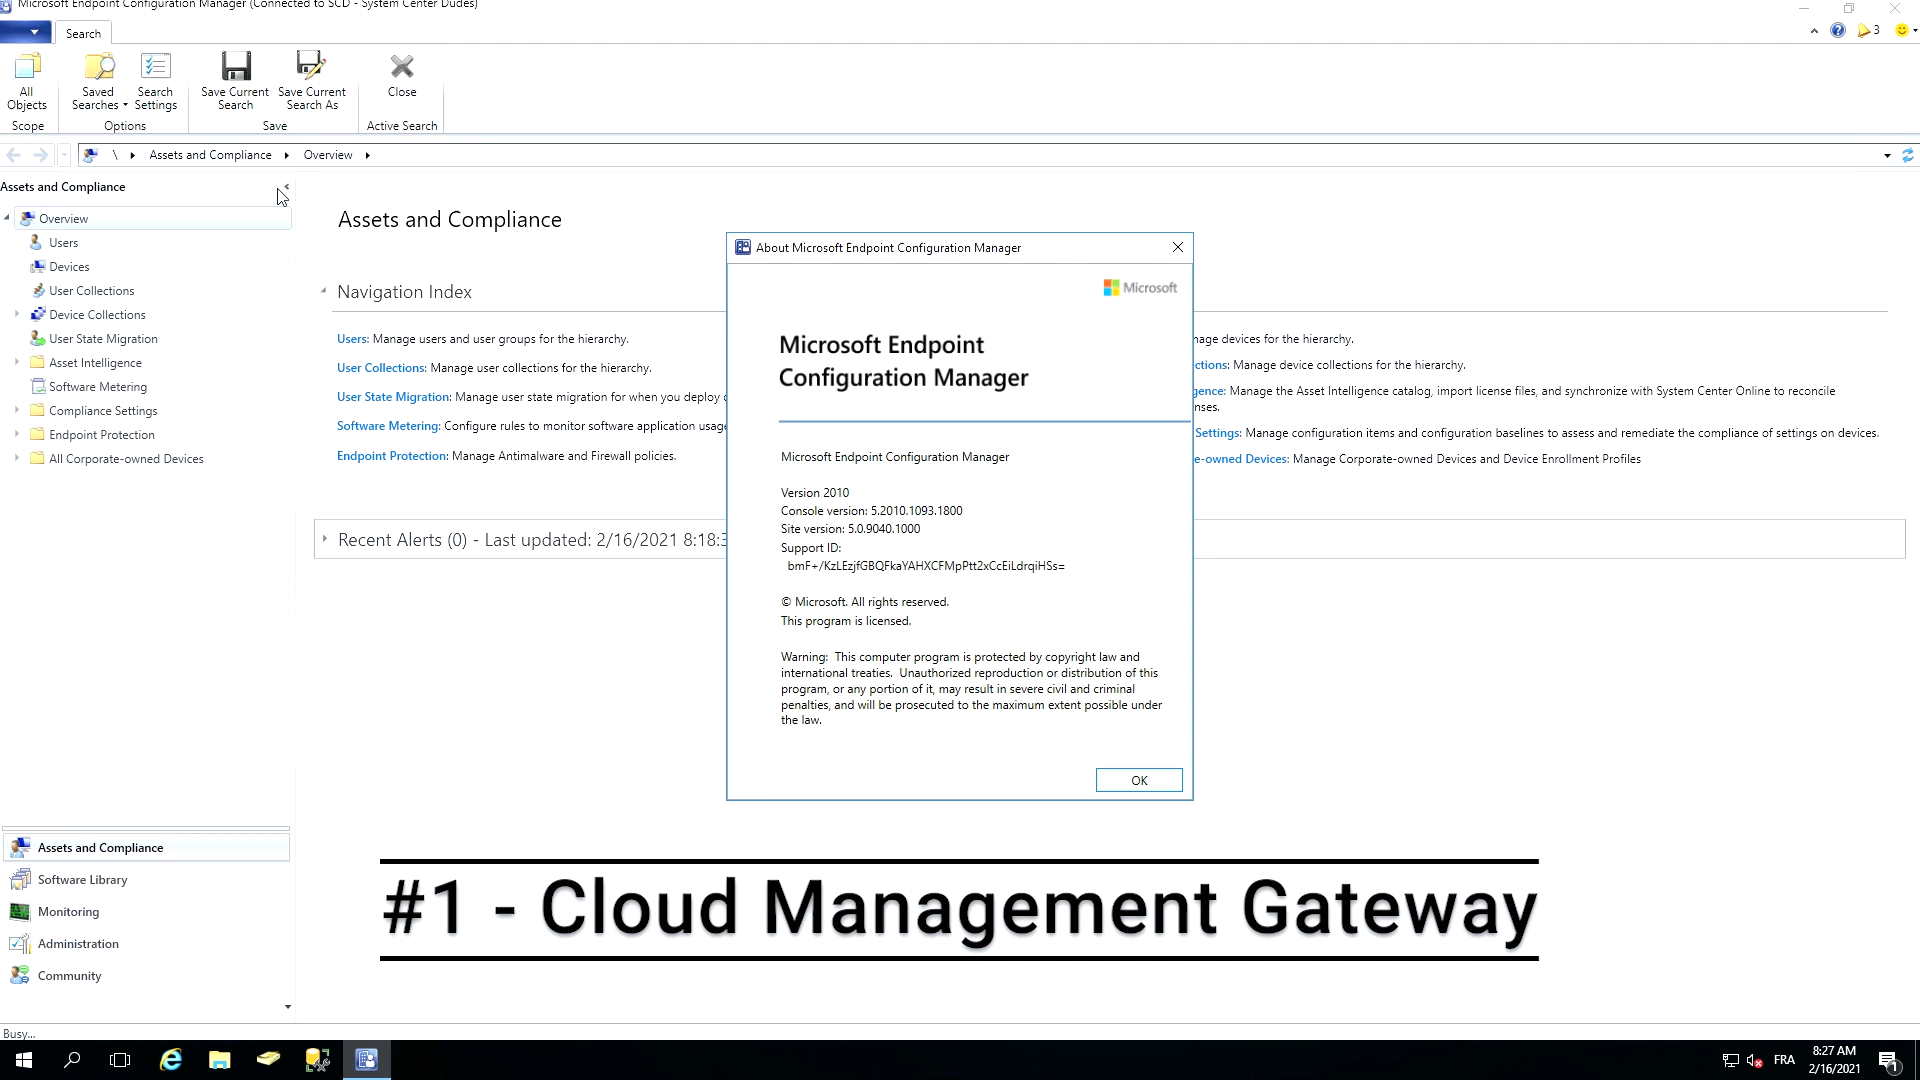 Microsoft Endpoint Configuration Manager (Connected to SCD - System Center Dudes)
Search
3
All Objects
Saved Searches
Search Settings
Save Current Search
Save Current Search As
Close
Scope
Options
Save
Active Search
\ Assets and Compliance Overview
Assets and Compliance
Overview
Users
Devices
User Collections
Device Collections
User State Migration
Asset Intelligence
Software Metering
Compliance Settings
Endpoint Protection
All Corporate-owned Devices
Assets and Compliance
Software Library
Monitoring
Administration
Community
Assets and Compliance
Navigation Index
Users: Manage users and user groups for the hierarchy.
User Collections: Manage user collections for the hierarchy.
User State Migration: Manage user state migration for when you deploy
Software Metering: Configure rules to monitor software application usage
Endpoint Protection: Manage Antimalware and Firewall policies.
nage devices for the hierarchy.
ctions: Manage device collections for the hierarchy.
gence: Manage the Asset Intelligence catalog, import license files, and synchronize with System Center Online to reconcile
nses.
Settings: Manage configuration items and configuration baselines to assess and remediate the compliance of settings on devices.
e-owned Devices: Manage Corporate-owned Devices and Device Enrollment Profiles
Recent Alerts (0) - Last updated: 2/16/2021 8:18:3
About Microsoft Endpoint Configuration Manager
Microsoft
Microsoft Endpoint
Configuration Manager
Microsoft Endpoint Configuration Manager
Version 2010
Console version: 5.2010.1093.1800
Site version: 5.0.9040.1000
Support ID:
bmF+/KzLEzjfGBQFkaYAHXCFMpPtt2xCcEiLdrqiHSs=
© Microsoft. All rights reserved.
This program is licensed.
Warning: This computer program is protected by copyright law and
international treaties. Unauthorized reproduction or distribution of this
program, or any portion of it, may result in severe civil and criminal
penalties, and will be prosecuted to the maximum extent possible under
the law.
OK
#1 - Cloud Management Gateway
Busy...
FRA
8:27 AM
2/16/2021
1